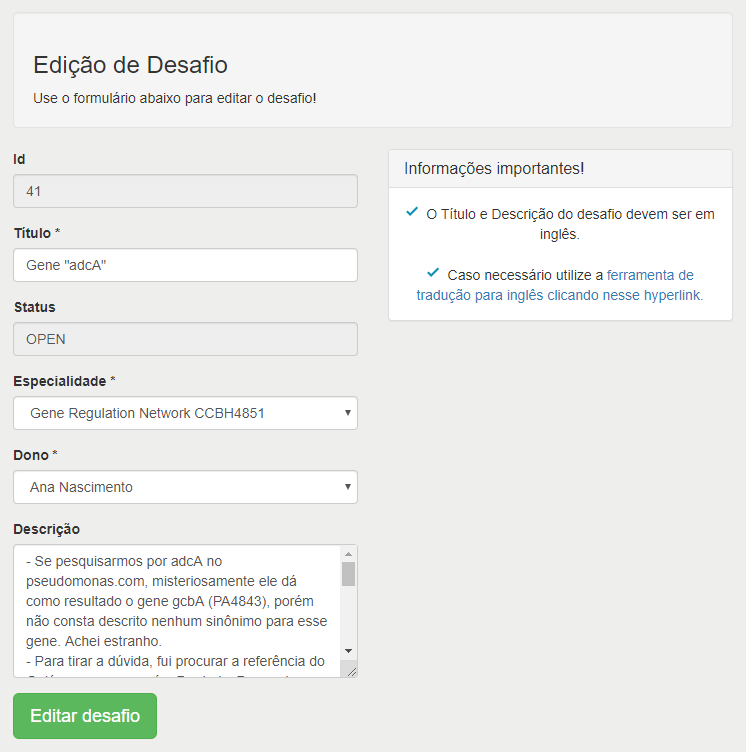 Edição de Desafio
Use o formulário abaixo para editar o desafio!
Id
41
Título *
Gene "adcA"
Status
OPEN
Especialidade *
Gene Regulation Network CCBH4851
Dono *
Ana Nascimento
Descrição
- Se pesquisarmos por adcA no
pseudomonas.com, misteriosamente ele dá
como resultado o gene gcbA (PA4843), porém
não consta descrito nenhum sinônimo para esse
gene. Achei estranho.
- Para tirar a dúvida, fui procurar a referência do
Editar desafio
Informações importantes!
O Título e Descrição do desafio devem ser em
inglês.
Caso necessário utilize a ferramenta de
tradução para inglês clicando nesse hyperlink.